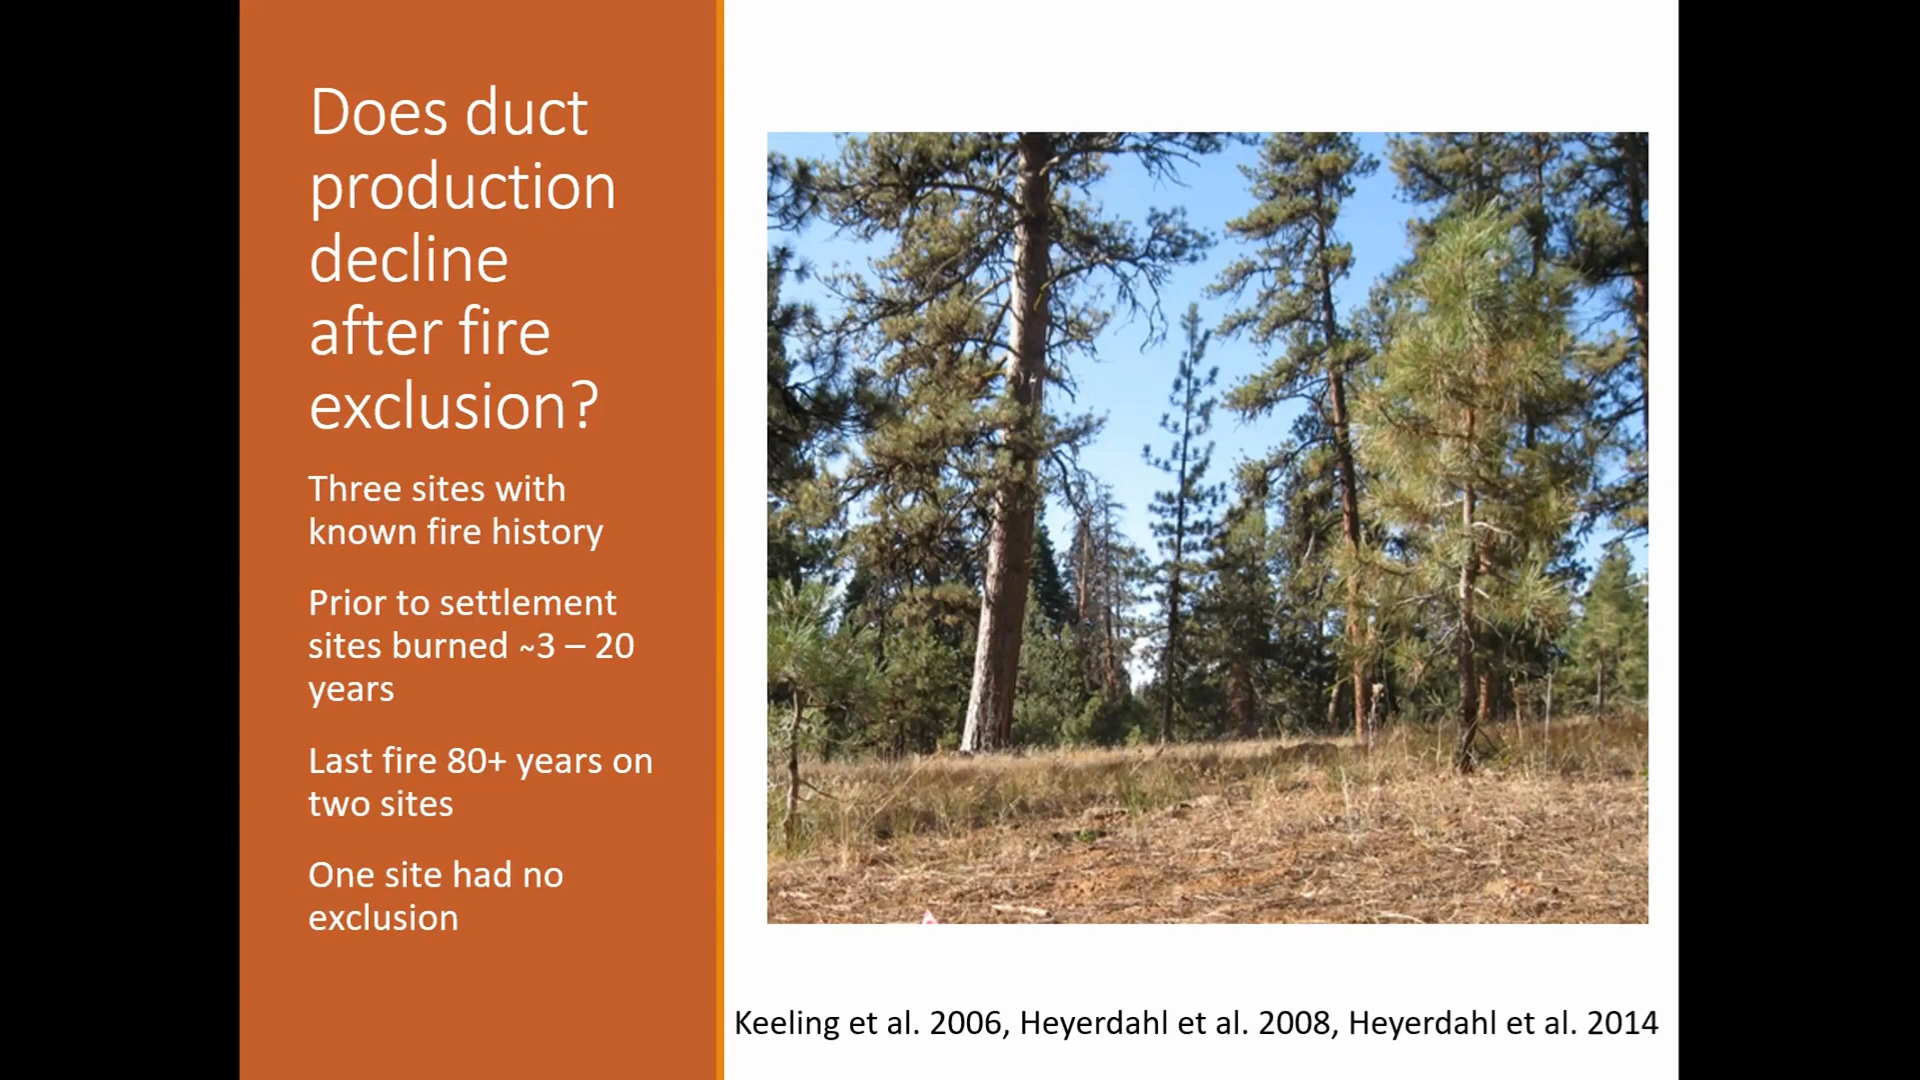 Does duct
production
decline
after fire
exclusion?
Three sites with
known fire history
Prior to settlement
sites burned ~3 – 20
years
Last fire 80+ years on
two sites
One site had no
exclusion
Keeling et al. 2006, Heyerdahl et al. 2008, Heyerdahl et al. 2014